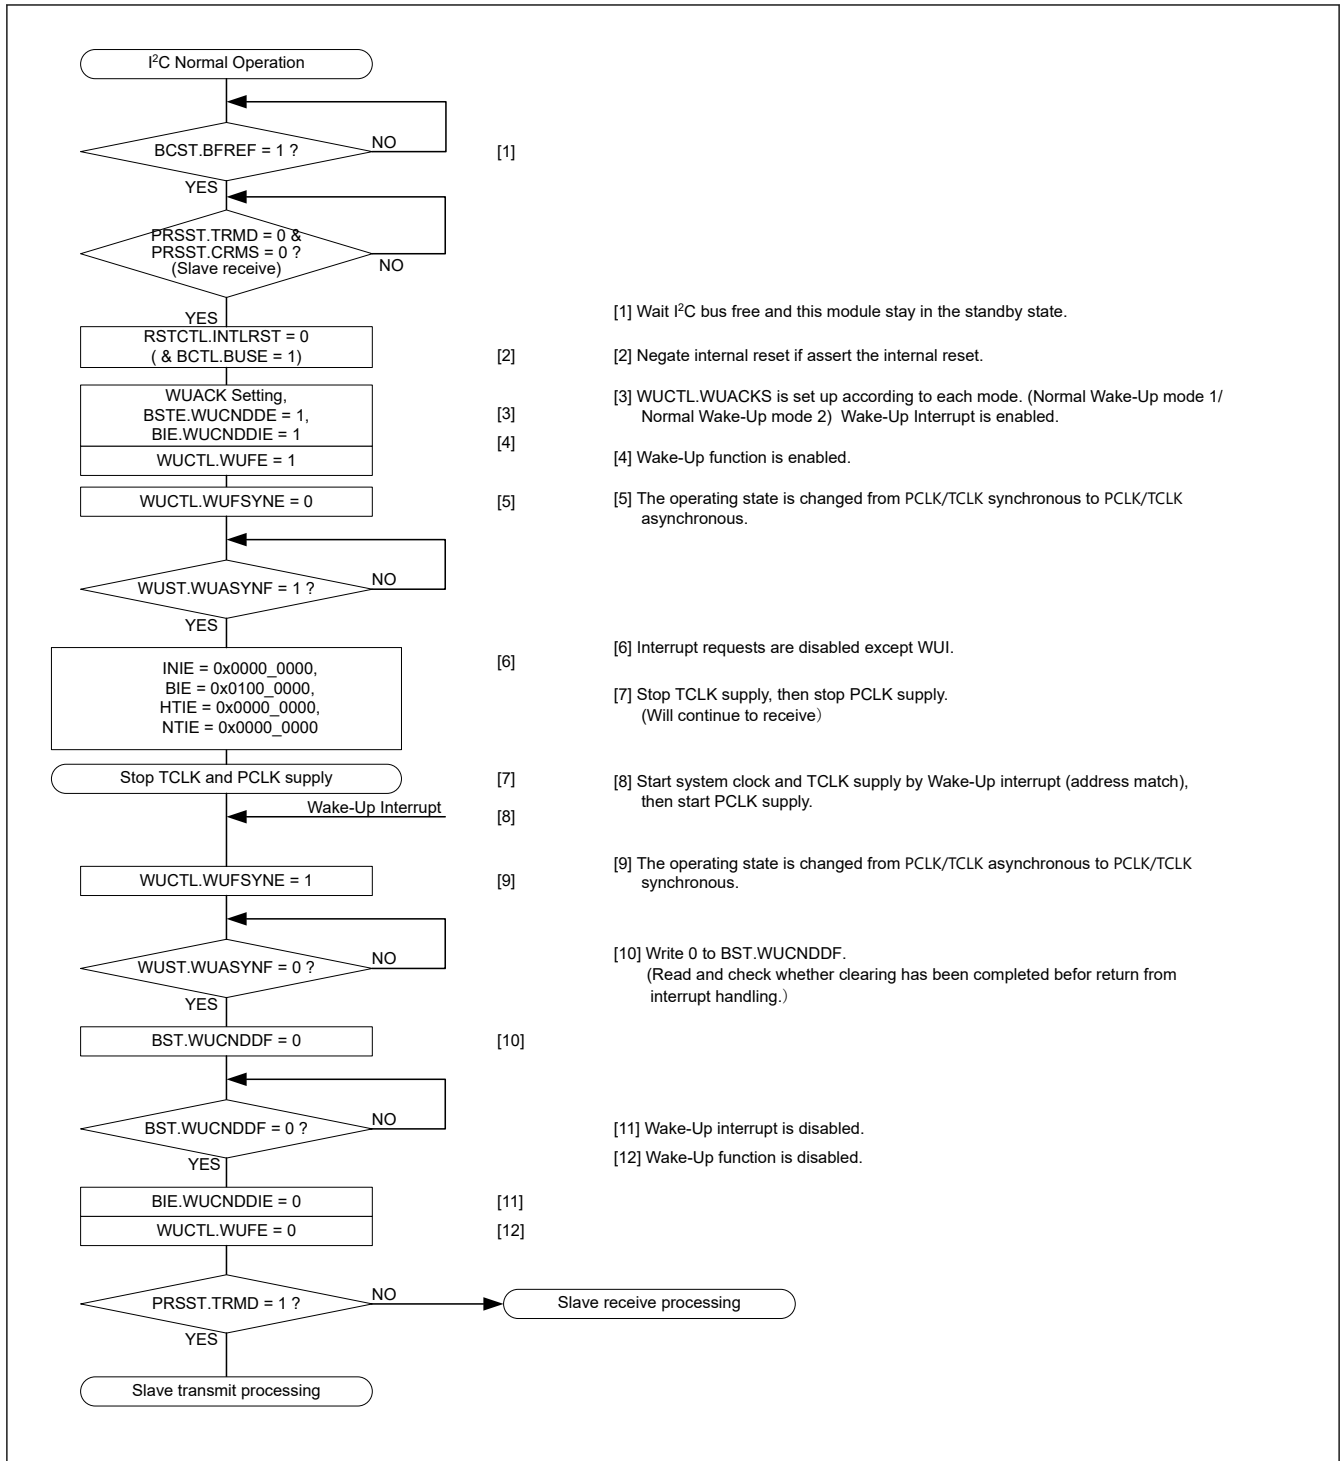 I²C Normal Operation
BCST.BFREF = 1 ?
NO
[1]
YES
PRSST.TRMD = 0 &
PRSST.CRMS = 0 ?
(Slave receive)
NO
YES
RSTCTL.INTLRST = 0
( & BCTL.BUSE = 1)
[2]
WUACK Setting,
BSTE.WUCNDDE = 1,
BIE.WUCNDDIE = 1
[3]
[4]
WUCTL.WUFE = 1
WUCTL.WUFSYNE = 0
[5]
WUST.WUASYNF = 1 ?
NO
YES
INIE = 0x0000_0000,
BIE = 0x0100_0000,
HTIE = 0x0000_0000,
NTIE = 0x0000_0000
[6]
Stop TCLK and PCLK supply
[7]
Wake-Up Interrupt
[8]
WUCTL.WUFSYNE = 1
[9]
WUST.WUASYNF = 0 ?
NO
YES
BST.WUCNDDF = 0
[10]
BST.WUCNDDF = 0 ?
NO
YES
BIE.WUCNDDIE = 0
[11]
WUCTL.WUFE = 0
[12]
PRSST.TRMD = 1 ?
NO
Slave receive processing
YES
Slave transmit processing
[1] Wait I²C bus free and this module stay in the standby state.
[2] Negate internal reset if assert the internal reset.
[3] WUCTL.WUACKS is set up according to each mode. (Normal Wake-Up mode 1/
Normal Wake-Up mode 2)  Wake-Up Interrupt is enabled.
[4] Wake-Up function is enabled.
[5] The operating state is changed from PCLK/TCLK synchronous to PCLK/TCLK
asynchronous.
[6] Interrupt requests are disabled except WUI.
[7] Stop TCLK supply, then stop PCLK supply.
(Will continue to receive）
[8] Start system clock and TCLK supply by Wake-Up interrupt (address match),
then start PCLK supply.
[9] The operating state is changed from PCLK/TCLK asynchronous to PCLK/TCLK
synchronous.
[10] Write 0 to BST.WUCNDDF.
(Read and check whether clearing has been completed befor return from
interrupt handling.）
[11] Wake-Up interrupt is disabled.
[12] Wake-Up function is disabled.